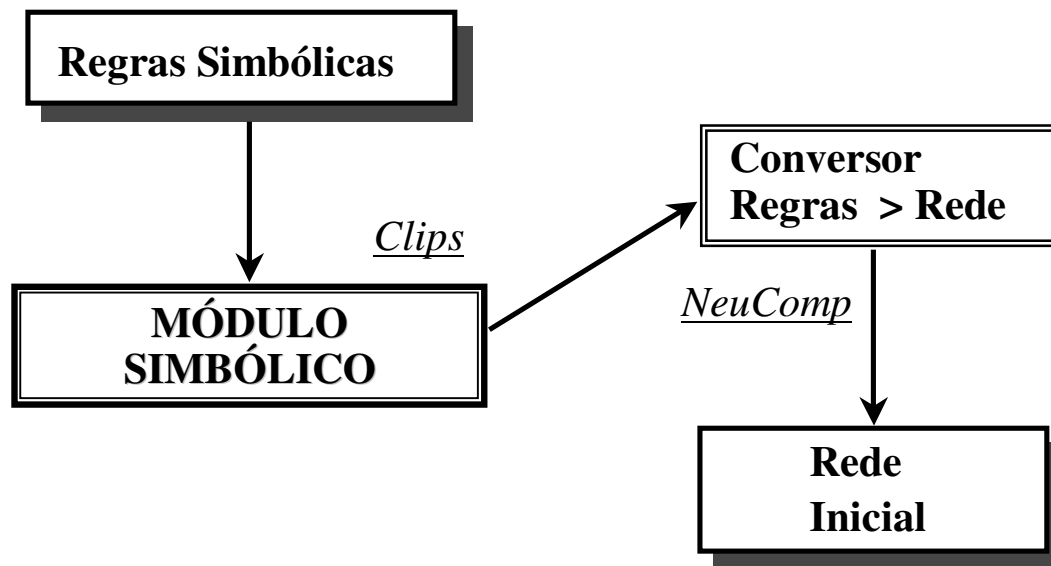 Regras Simbólicas
Conversor
Regras > Rede
Clips
MÓDULO
SIMBÓLICO
NeuComp
Rede
Inicial